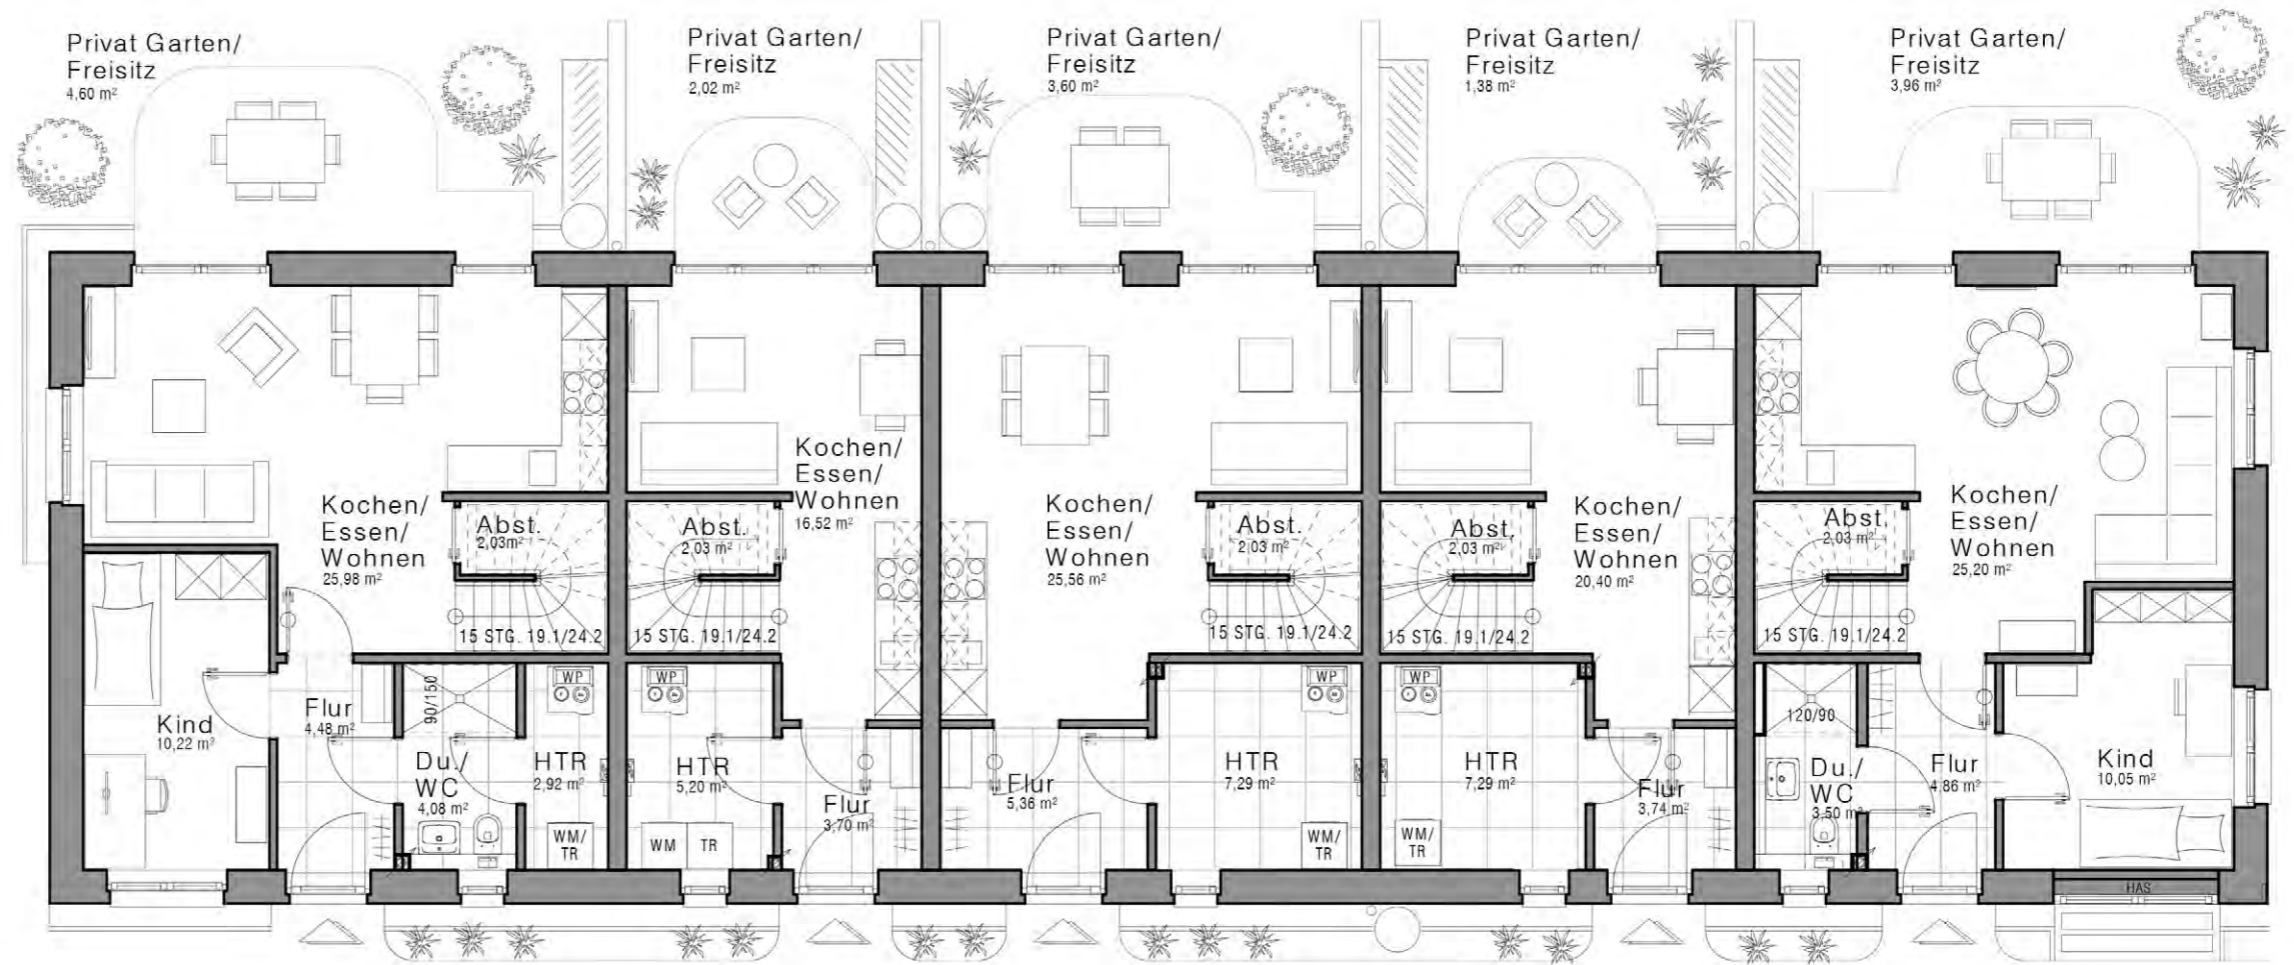 Privat Garten/
Freisitz
4,60 m²
Privat Garten/
Freisitz
2,02 m²
Privat Garten/
Freisitz
3,60 m²
Privat Garten/
Freisitz
1,38 m²
Privat Garten/
Freisitz
3,96 m²
Kochen/
Essen/
Wohnen
25,98 m²
Abst.
2,03m²
15 STG. 19.1/24.2
Kind
10,22 m²
Flur
4,48 m²
90/150
Du./
WC
4,08 m²
WP
HTR
2,92 m²
WM/
TR
Kochen/
Essen/
Wohnen
16,52 m²
Abst.
2,03 m²
15 STG. 19.1/24.2
WP
HTR
5,20 m²
WM
TR
Flur
3,70 m²
Kochen/
Essen/
Wohnen
25,56 m²
Abst.
2,03 m²
15 STG. 19.1/24.2
Flur
5,36 m²
WP
HTR
7,29 m²
WM/
TR
Kochen/
Essen/
Wohnen
20,40 m²
Abst.
2,03 m²
15 STG. 19.1/24.2
WP
HTR
7,29 m²
WM/
TR
Flur
3,74 m²
Kochen/
Essen/
Wohnen
25,20 m²
Abst.
2,03 m²
15 STG. 19.1/24.2
120/90
Du./
WC
3,50 m²
Flur
4,86 m²
Kind
10,05 m²
HAS